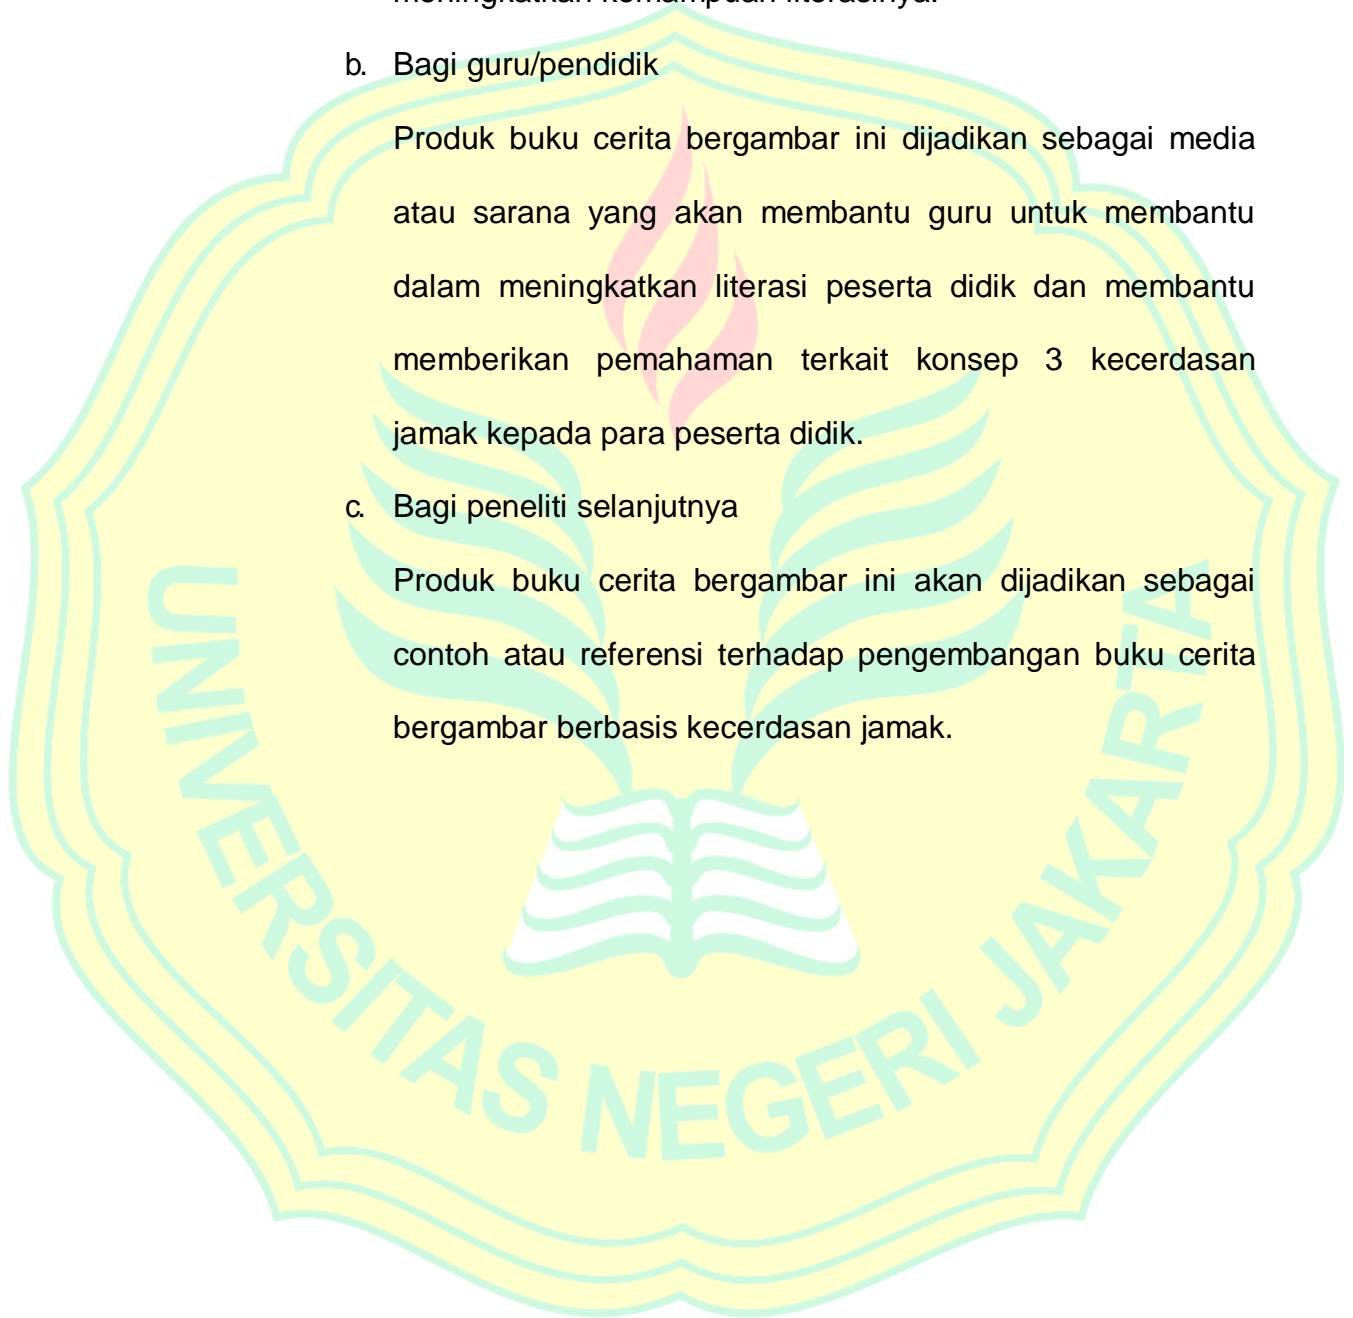 meningkatkan kemampuan literasinya.
b. Bagi guru/pendidik
Produk buku cerita bergambar ini dijadikan sebagai media
atau sarana yang akan membantu guru untuk membantu
dalam meningkatkan literasi peserta didik dan membantu
memberikan pemahaman terkait konsep 3 kecerdasan
jamak kepada para peserta didik.
c. Bagi peneliti selanjutnya
Produk buku cerita bergambar ini akan dijadikan sebagai
contoh atau referensi terhadap pengembangan buku cerita
bergambar berbasis kecerdasan jamak.
UNIVERSITAS NEGERI JAKARTA